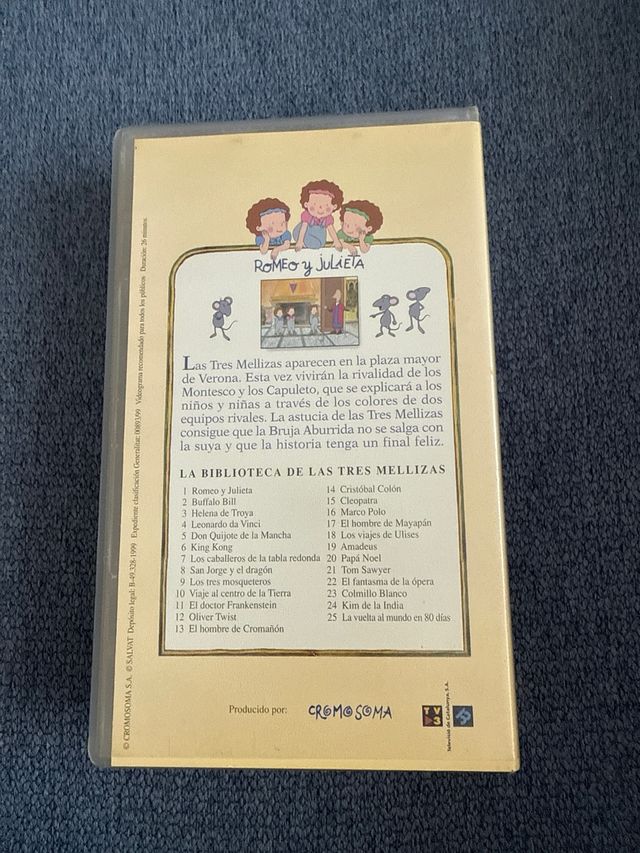 ROMEO y JULIETA
Las Tres Mellizas aparecen en la plaza mayor
de Verona. Esta vez vivirán la rivalidad de los
Montesco y los Capuleto, que se explicará a los
niños y niñas a través de los colores de dos
equipos rivales. La astucia de las Tres Mellizas
consigue que la Bruja Aburrida no se salga con
la suya y que la historia tenga un final feliz.
LA BIBLIOTECA DE LAS TRES MELLIZAS
1 Romeo y Julieta
2 Buffalo Bill
3 Helena de Troya
4 Leonardo da Vinci
5 Don Quijote de la Mancha
6 King Kong
7 Los caballeros de la tabla redonda
8 San Jorge y el dragón
9 Los tres mosqueteros
10 Viaje al centro de la Tierra
11 El doctor Frankenstein
12 Oliver Twist
13 El hombre de Cromañón
14 Cristóbal Colón
15 Cleopatra
16 Marco Polo
17 El hombre de Mayapán
18 Los viajes de Ulises
19 Amadeus
20 Papá Noel
21 Tom Sawyer
22 El fantasma de la ópera
23 Colmillo Blanco
24 Kim de la India
25 La vuelta al mundo en 80 días
Producido por: CROMOSOMA
Televisió de Catalunya, S.A.
© CROMOSOMA S.A. © SALVAT Depósito legal: B-49.328-1999 Expediente clasificación Generalitat: 00893/99 Videograma recomendado para todos los públicos Duración: 26 minutos